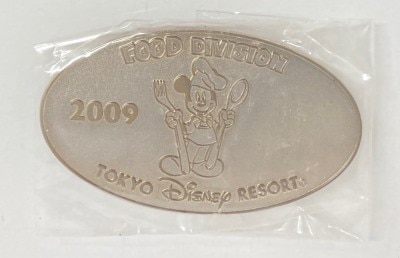 FOOD DIVISION
2009
TOKYO Disney RESORT